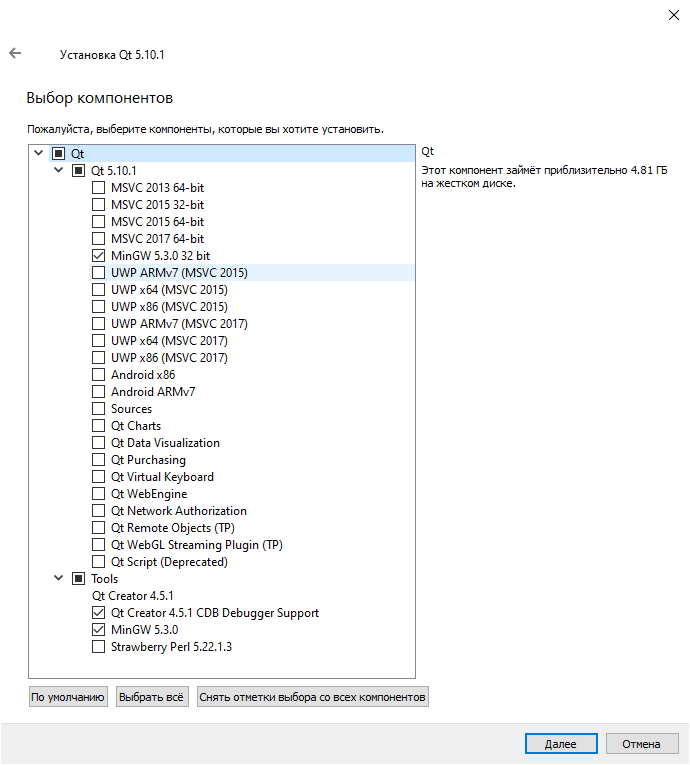 Установка Qt 5.10.1
Выбор компонентов
Пожалуйста, выберите компоненты, которые вы хотите установить.
Qt
Qt 5.10.1
MSVC 2013 64-bit
MSVC 2015 32-bit
MSVC 2015 64-bit
MSVC 2017 64-bit
MinGW 5.3.0 32 bit
UWP ARMv7 (MSVC 2015)
UWP x64 (MSVC 2015)
UWP x86 (MSVC 2015)
UWP ARMv7 (MSVC 2017)
UWP x64 (MSVC 2017)
UWP x86 (MSVC 2017)
Android x86
Android ARMv7
Sources
Qt Charts
Qt Data Visualization
Qt Purchasing
Qt Virtual Keyboard
Qt WebEngine
Qt Network Authorization
Qt Remote Objects (TP)
Qt WebGL Streaming Plugin (TP)
Qt Script (Deprecated)
Tools
Qt Creator 4.5.1
Qt Creator 4.5.1 CDB Debugger Support
MinGW 5.3.0
Strawberry Perl 5.22.1.3
Qt
Этот компонент займёт приблизительно 4.81 ГБ
на жестком диске.
По умолчанию
Выбрать всё
Снять отметки выбора со всех компонентов
Далее
Отмена